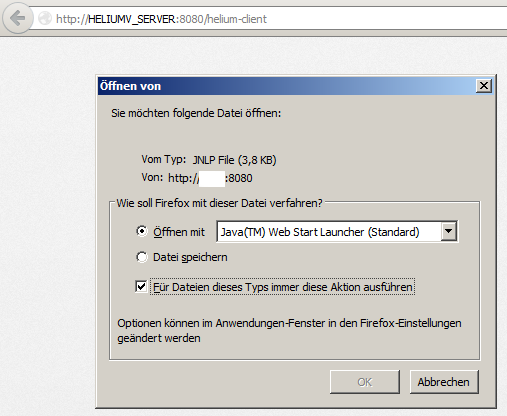 http://HELIUMV_SERVER:8080/helium-client
Öffnen von
Sie möchten folgende Datei öffnen:
Vom Typ: JNLP File (3,8 KB)
Von: http:// :8080
Wie soll Firefox mit dieser Datei verfahren?
Öffnen mit Java(TM) Web Start Launcher (Standard)
Datei speichern
Für Dateien dieses Typs immer diese Aktion ausführen
Optionen können im Anwendungen-Fenster in den Firefox-Einstellungen
geändert werden
OK Abbrechen